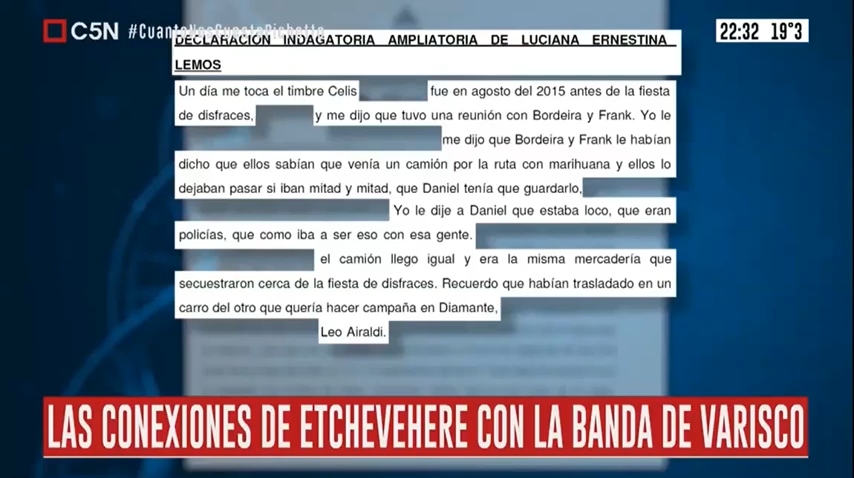 C5N #CuantoNosCuestaPichetto
22:32 19°3
DECLARACIÓN INDAGATORIA AMPLIATORIA DE LUCIANA ERNESTINA
LEMOS
Un día me toca el timbre Celis fue en agosto del 2015 antes de la fiesta
de disfraces, y me dijo que tuvo una reunión con Bordeira y Frank. Yo le
me dijo que Bordeira y Frank le habían
dicho que ellos sabían que venía un camión por la ruta con marihuana y ellos lo
dejaban pasar si iban mitad y mitad, que Daniel tenía que guardarlo,
Yo le dije a Daniel que estaba loco, que eran
policías, que como iba a ser eso con esa gente.
el camión llego igual y era la misma mercadería que
secuestraron cerca de la fiesta de disfraces. Recuerdo que habían trasladado en un
carro del otro que quería hacer campaña en Diamante,
Leo Airaldi.
LAS CONEXIONES DE ETCHEVEHERE CON LA BANDA DE VARISCO